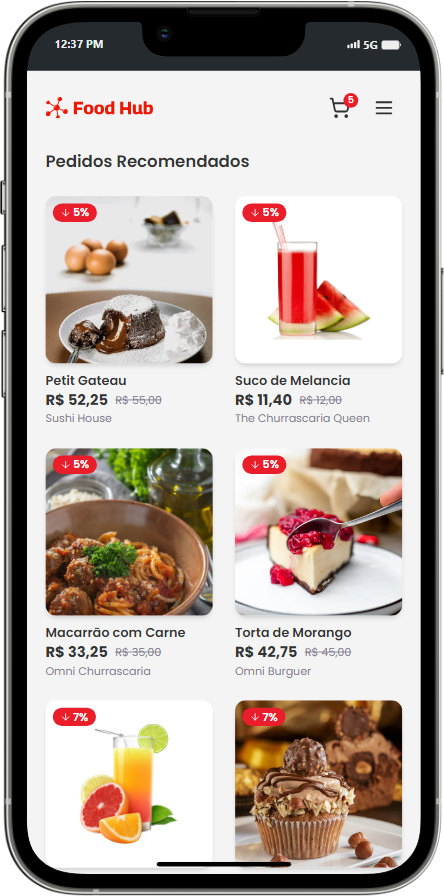 12:37 PM 5G
Food Hub 5
Pedidos Recomendados
↓ 5% ↓ 5%
Petit Gateau
R$ 52,25 R$ 55,00
Sushi House
Suco de Melancia
R$ 11,40 R$ 12,00
The Churrascaria Queen
↓ 5% ↓ 5%
Macarrão com Carne
R$ 33,25 R$ 35,00
Omni Churrascaria
Torta de Morango
R$ 42,75 R$ 45,00
Omni Burguer
↓ 7% ↓ 7%